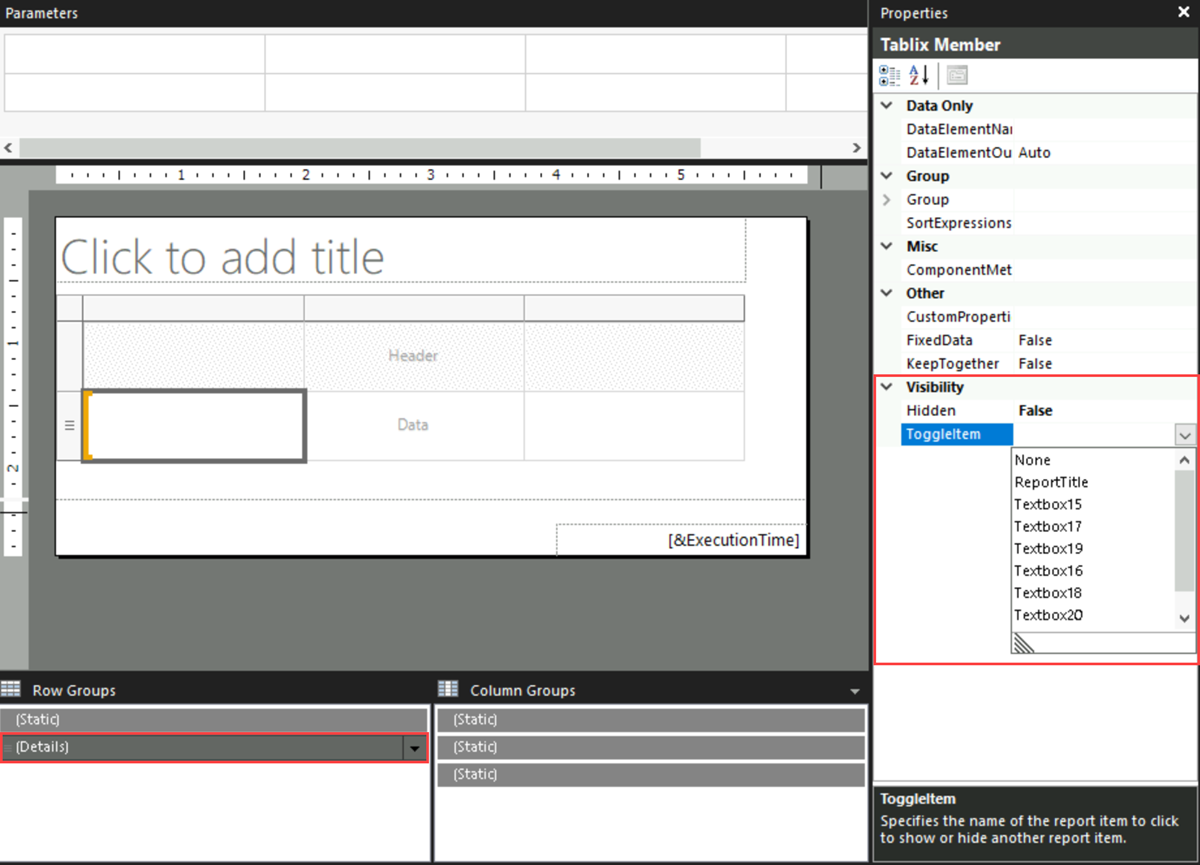 Parameters
1 2 3 4 5
1
2
Click to add title
Header
Data
[&ExecutionTime]
Row Groups
(Static)
(Details)
Column Groups
(Static)
(Static)
(Static)
Properties
Tablix Member
A
Z
Data Only
DataElementNar
DataElementOu Auto
Group
Group
SortExpressions
Misc
ComponentMet
Other
CustomProperti
FixedData False
KeepTogether False
Visibility
Hidden False
ToggleItem
None
ReportTitle
Textbox15
Textbox17
Textbox19
Textbox16
Textbox18
Textbox20
ToggleItem
Specifies the name of the report item to click
to show or hide another report item.